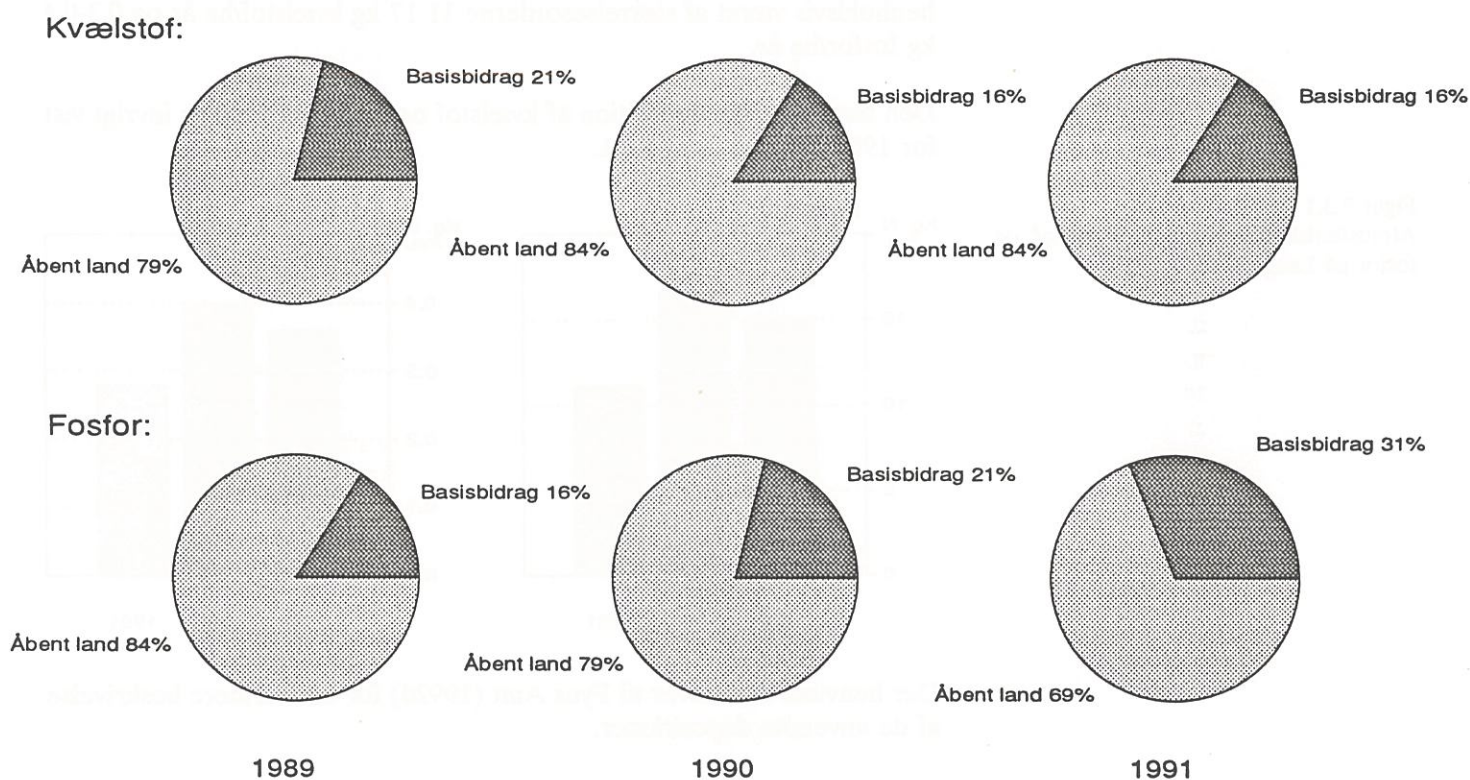 Kvælstof:
Basisbidrag 21%
Åbent land 79%
Basisbidrag 16%
Åbent land 84%
Basisbidrag 16%
Åbent land 84%
Fosfor:
Basisbidrag 16%
Åbent land 84%
Basisbidrag 21%
Åbent land 79%
Basisbidrag 31%
Åbent land 69%
1989
1990
1991